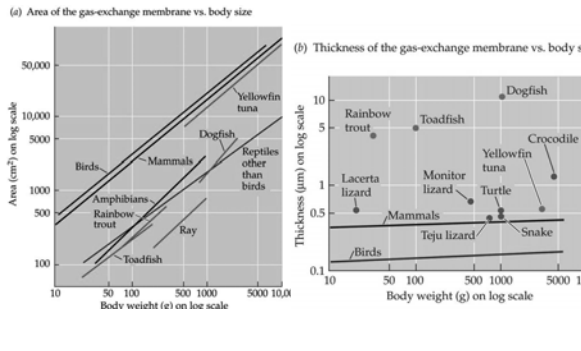 (a) Area of the gas-exchange membrane vs. body size
Area (cm²) on log scale
50,000
10,000
5000
1000
500
100
Birds
Mammals
Yellowfin
tuna
Dogfish
Reptiles
other
than
birds
Amphibians
Rainbow
trout
Ray
Toadfish
10 50 100 500 1000 5000 10,0
Body weight (g) on log scale
(b) Thickness of the gas-exchange membrane vs. body s
Thickness (µm) on log scale
10
5
1
0.5
0.1
Dogfish
Rainbow
trout
Toadfish
Crocodile
Yellowfin
tuna
Lacerta
lizard
Monitor
lizard
Turtle
Mammals
Teju lizard
Snake
Birds
10 50 100 500 1000 5000 1
Body weight (g) on log scale